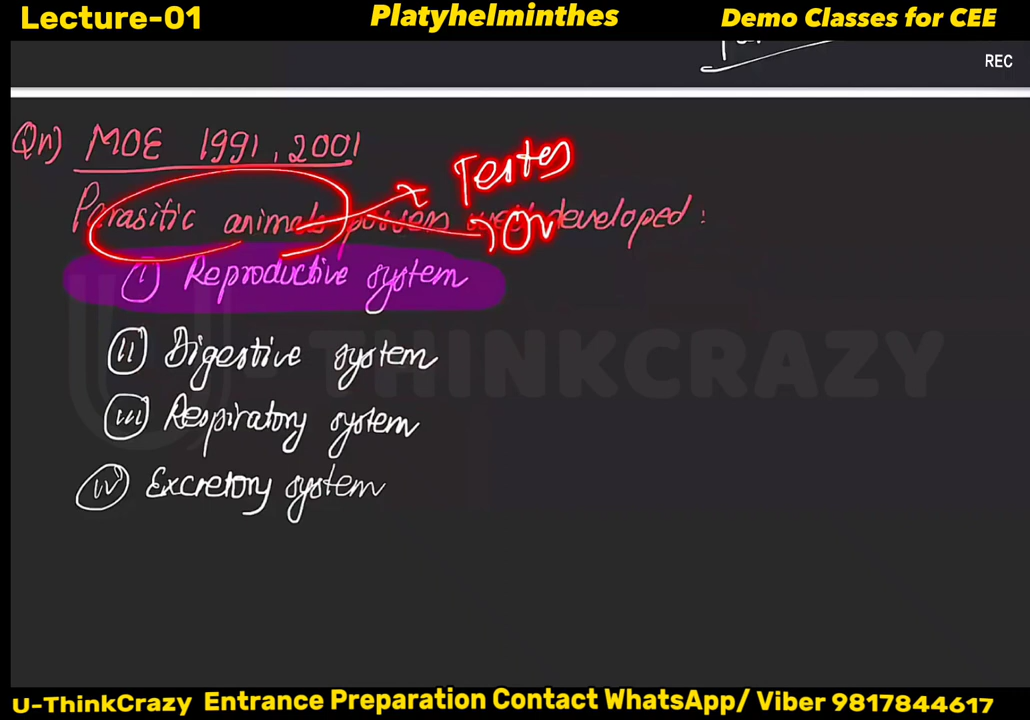 Lecture-01 Platyhelminthes Demo Classes for CEE
REC
Qn) MOE 1991, 2001
Testes
Parasitic animals possess well developed :
Ov
i) Reproductive system
ii) Digestive system
U-THINKCRAZY
iii) Respiratory system
iv) Excretory system
U-ThinkCrazy Entrance Preparation Contact WhatsApp/ Viber 9817844617